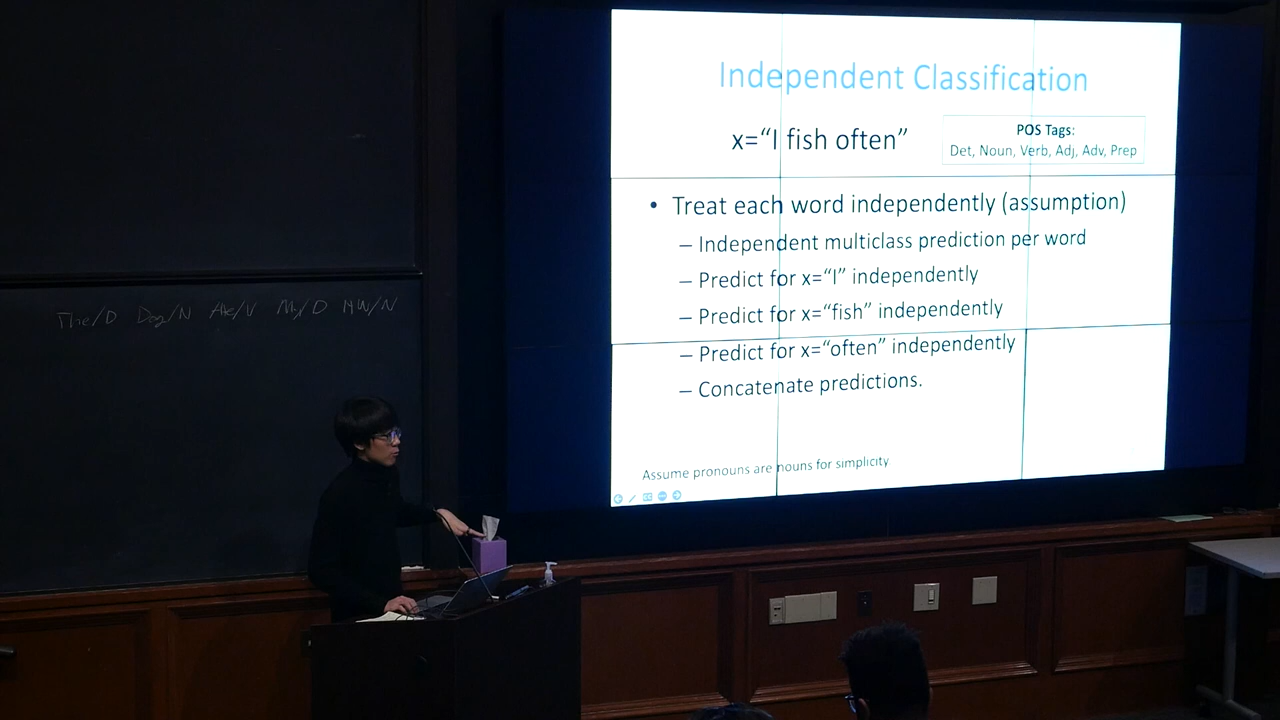 Independent Classification
x="I fish often"
POS Tags:
Det, Noun, Verb, Adj, Adv, Prep
• Treat each word independently (assumption)
– Independent multiclass prediction per word
– Predict for x="I" independently
– Predict for x="fish" independently
– Predict for x="often" independently
– Concatenate predictions.
Assume pronouns are nouns for simplicity
The/D Dog/N Ate/V My/D HW/N